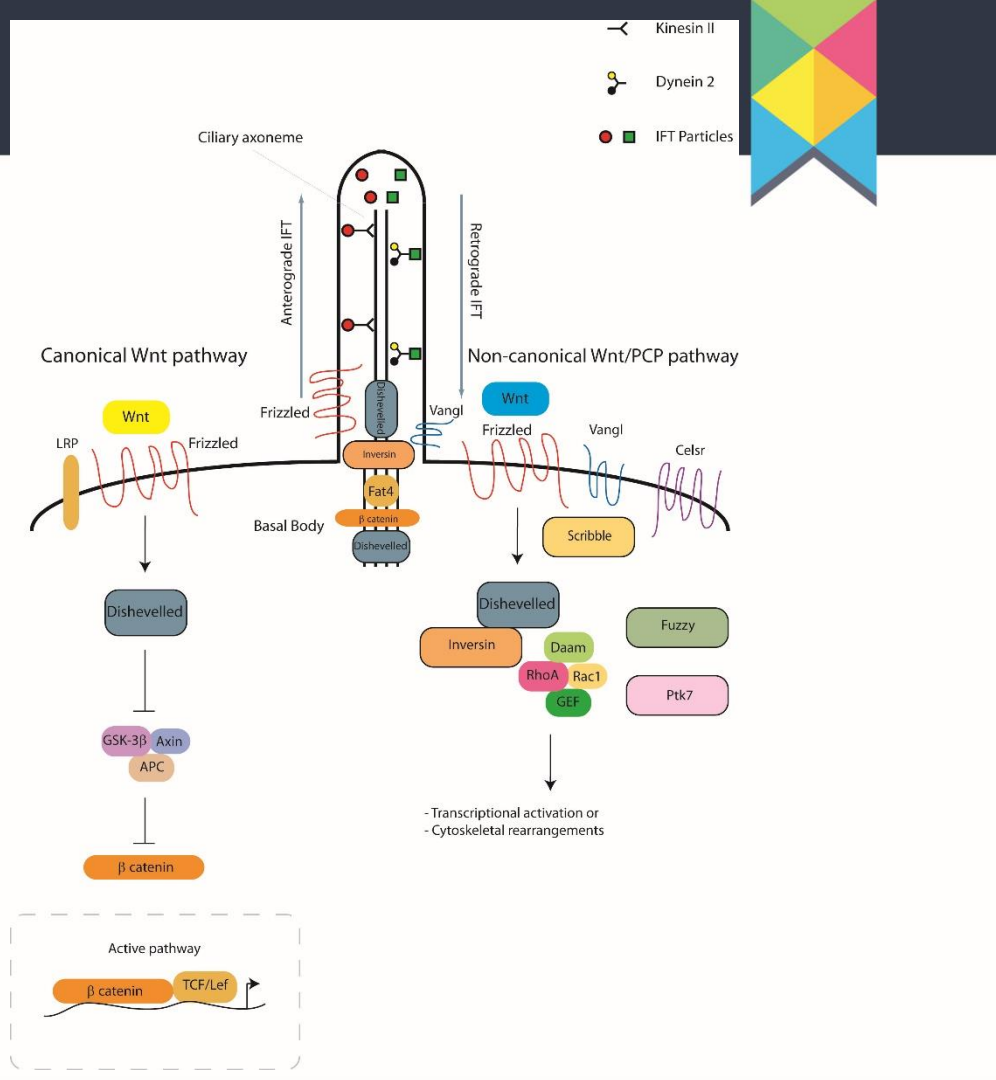 Kinesin II
Dynein 2
IFT Particles
Ciliary axoneme
Anterograde IFT
Retrograde IFT
Canonical Wnt pathway
Non-canonical Wnt/PCP pathway
Wnt
LRP
Frizzled
Frizzled
Dishevelled
Vangl
Inversin
Fat4
β catenin
Basal Body
Dishevelled
Wnt
Frizzled
Vangl
Celsr
Scribble
Dishevelled
GSK-3β
Axin
APC
β catenin
Dishevelled
Inversin
Daam
RhoA
Rac1
GEF
Fuzzy
Ptk7
- Transcriptional activation or
- Cytoskeletal rearrangements
Active pathway
β catenin
TCF/Lef